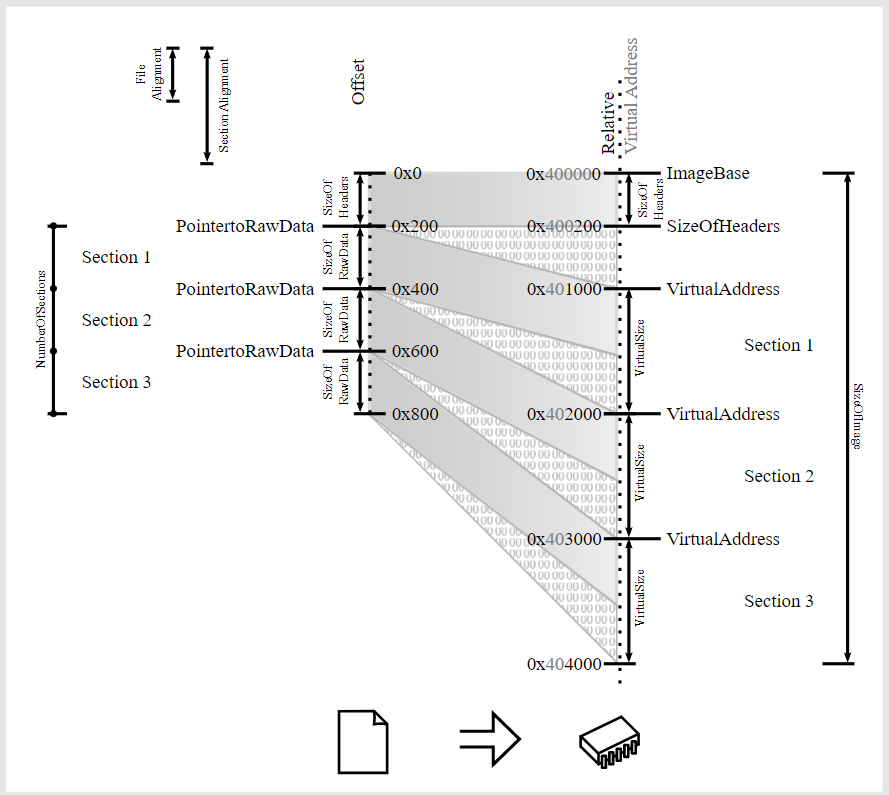 File
Alignment
Section Alignment
Offset
Relative
Virtual Address
0x0
0x400000
ImageBase
SizeOf
Headers
SizeOf
Headers
PointertoRawData
0x200
0x400200
SizeOfHeaders
Section 1
SizeOf
RawData
PointertoRawData
0x400
0x401000
VirtualAddress
NumberOfSections
Section 2
SizeOf
RawData
VirtualSize
Section 1
PointertoRawData
0x600
Section 3
SizeOf
RawData
0x800
0x402000
VirtualAddress
SizeOfImage
VirtualSize
Section 2
0x403000
VirtualAddress
VirtualSize
Section 3
0x404000